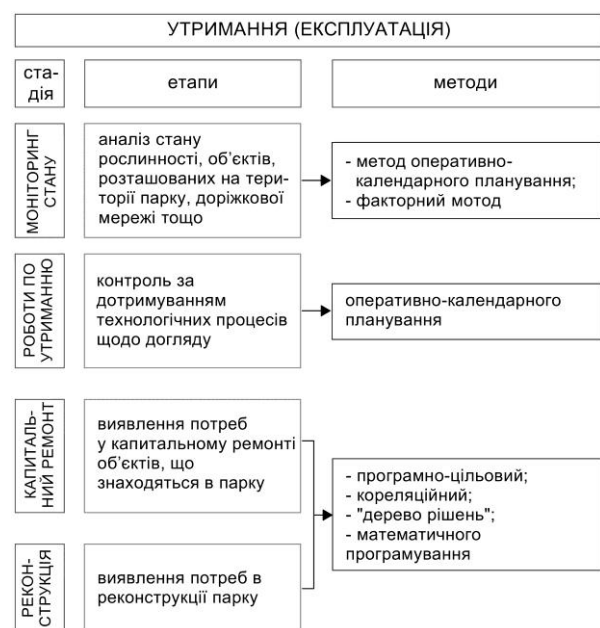 УТРИМАННЯ (ЕКСПЛУАТАЦІЯ)
ста-
дія
етапи
методи
МОНІТОРИНГ
СТАНУ
аналіз стану
рослинності, об’єктів,
розташованих на тери-
торії парку, доріжкової
мережі тощо
- метод оперативно-
календарного планування;
- факторний мотод
РОБОТИ ПО
УТРИМАННЮ
контроль за
дотримуванням
технологічних процесів
щодо догляду
оперативно-календарного
планування
КАПИТАЛЬ-
НИЙ РЕМОНТ
виявлення потреб
у капитальному ремонті
об’єктів, що
знаходяться в парку
- програмно-цільовий;
- кореляційний;
- "дерево рішень";
- математичного
програмування
РЕКОН-
СТРУКЦІЯ
виявлення потреб в
реконструкції парку